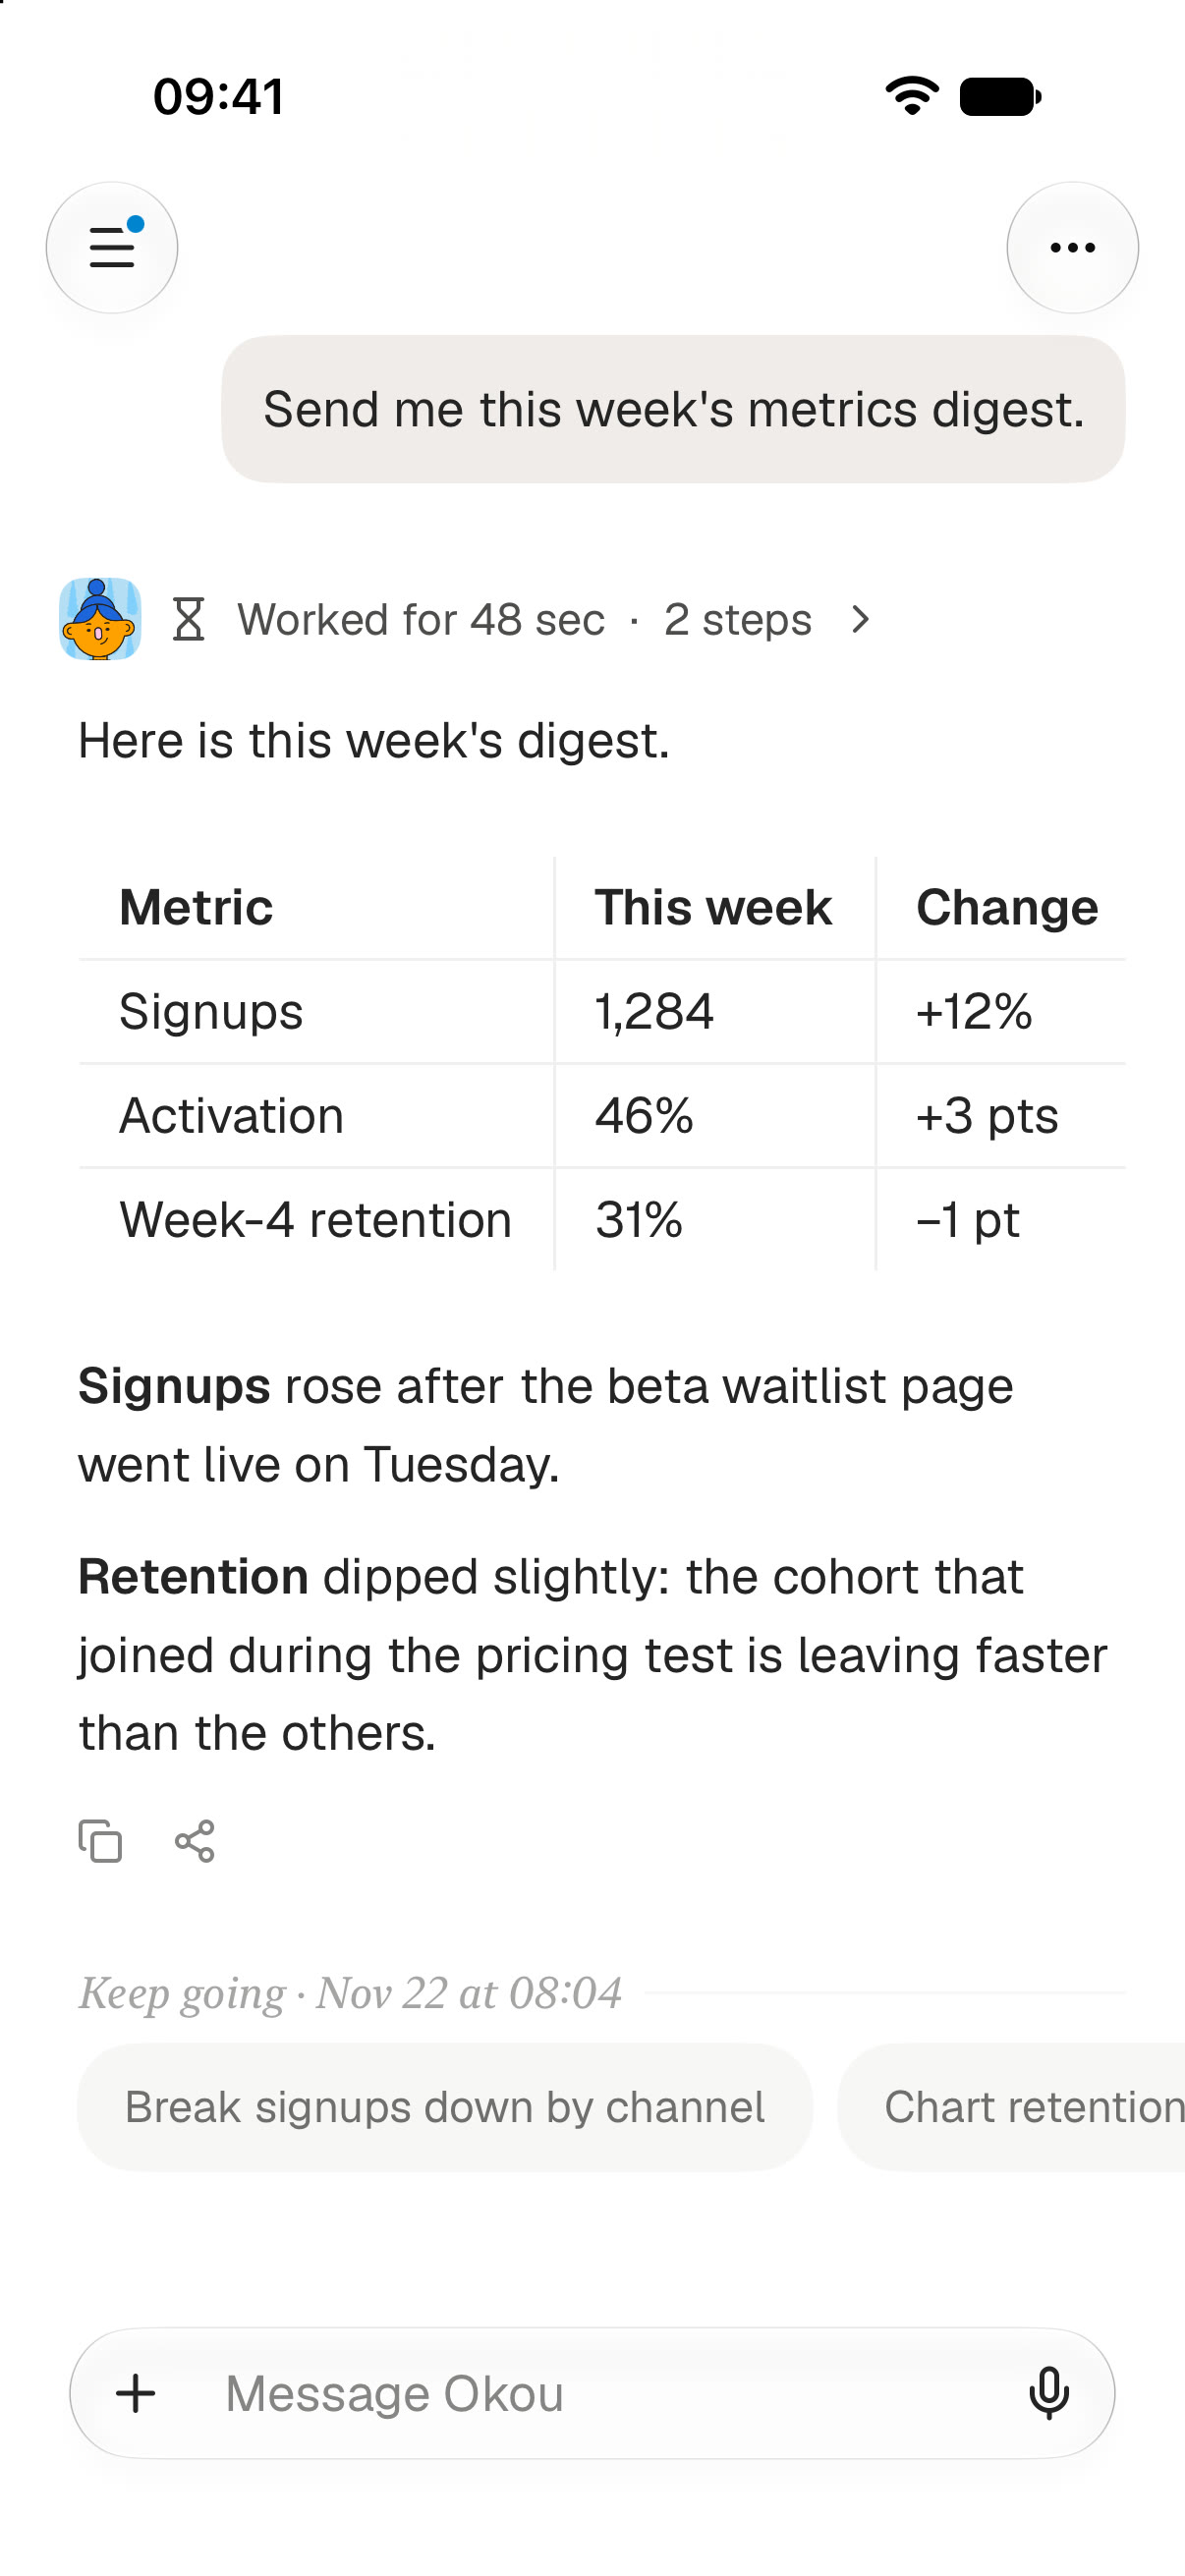 09:41
Send me this week's metrics digest.
Worked for 48 sec · 2 steps
Here is this week's digest.
Metric This week Change
Signups 1,284 +12%
Activation 46% +3 pts
Week-4 retention 31% −1 pt
Signups rose after the beta waitlist page
went live on Tuesday.
Retention dipped slightly: the cohort that
joined during the pricing test is leaving faster
than the others.
Keep going · Nov 22 at 08:04
Break signups down by channel Chart retention
Message Okou